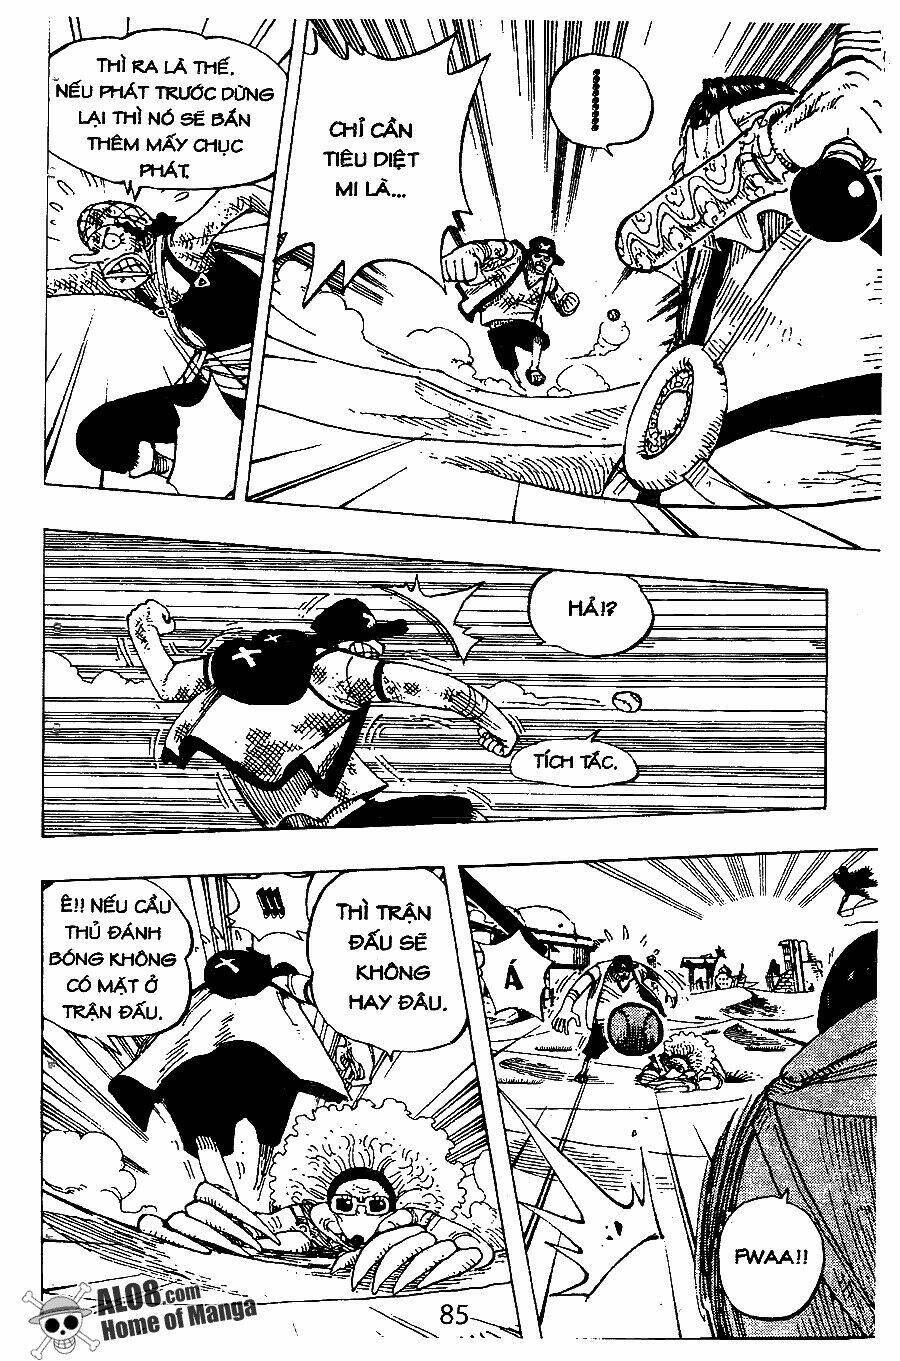 THÌ RA LÀ THẾ.
NẾU PHÁT TRƯỚC DỪNG
LẠI THÌ NÓ SẼ BẮN
THÊM MẤY CHỤC
PHÁT.
CHỈ CẦN
TIÊU DIỆT
MI LÀ...
..........
HẢ!?
TÍCH TẮC.
Ê!! NẾU CẦU
THỦ ĐÁNH
BÓNG KHÔNG
CÓ MẶT Ở
TRẬN ĐẤU.
!!!
THÌ TRẬN
ĐẤU SẼ
KHÔNG
HAY ĐÂU.
Á
FWAA!!
AL08.com
Home of Manga
85